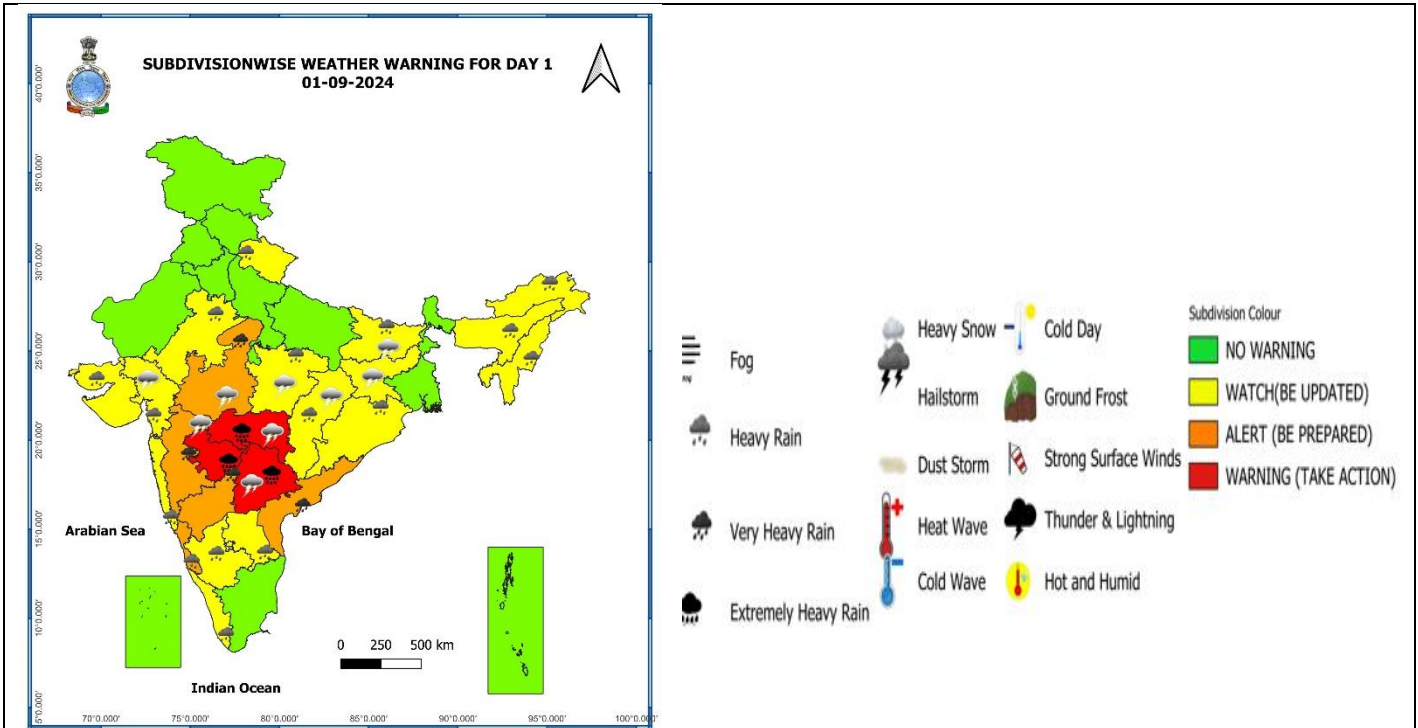 SUBDIVISIONWISE WEATHER WARNING FOR DAY 1
01-09-2024
40°0.000'
35°0.000'
30°0.000'
25°0.000'
20°0.000'
15°0.000'
10°0.000'
5°0.000'
Arabian Sea
Bay of Bengal
0 250 500 km
Indian Ocean
70°0.000' 75°0.000' 80°0.000' 85°0.000' 90°0.000' 95°0.000' 100°0.000'
Fog
Heavy Rain
Very Heavy Rain
Extremely Heavy Rain
Heavy Snow
Hailstorm
Dust Storm
Heat Wave
Cold Wave
Cold Day
Ground Frost
Strong Surface Winds
Thunder & Lightning
Hot and Humid
Subdivision Colour
NO WARNING
WATCH(BE UPDATED)
ALERT (BE PREPARED)
WARNING (TAKE ACTION)